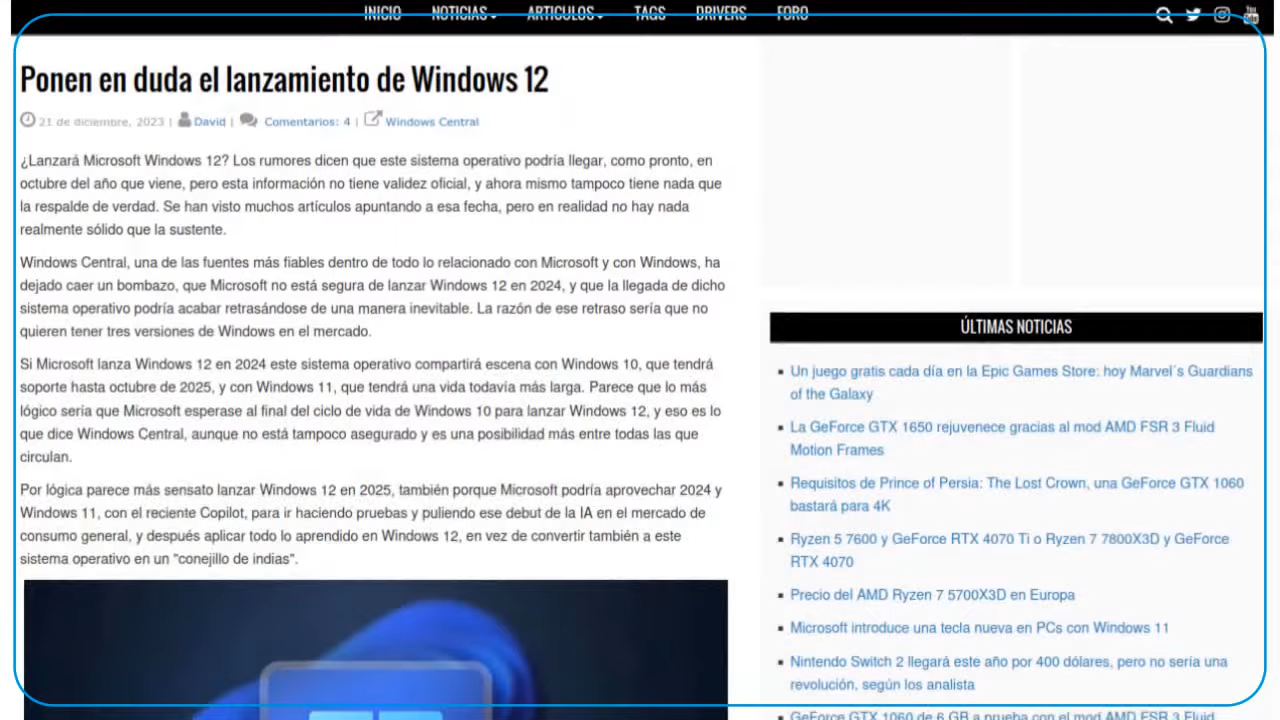 INICIO NOTICIAS ARTICULOS TAGS DRIVERS FORO
You Tube
Ponen en duda el lanzamiento de Windows 12
21 de diciembre, 2023 | David | Comentarios: 4 | Windows Central
¿Lanzará Microsoft Windows 12? Los rumores dicen que este sistema operativo podría llegar, como pronto, en
octubre del año que viene, pero esta información no tiene validez oficial, y ahora mismo tampoco tiene nada que
la respalde de verdad. Se han visto muchos artículos apuntando a esa fecha, pero en realidad no hay nada
realmente sólido que la sustente.
Windows Central, una de las fuentes más fiables dentro de todo lo relacionado con Microsoft y con Windows, ha
dejado caer un bombazo, que Microsoft no está segura de lanzar Windows 12 en 2024, y que la llegada de dicho
sistema operativo podría acabar retrasándose de una manera inevitable. La razón de ese retraso sería que no
quieren tener tres versiones de Windows en el mercado.
Si Microsoft lanza Windows 12 en 2024 este sistema operativo compartirá escena con Windows 10, que tendrá
soporte hasta octubre de 2025, y con Windows 11, que tendrá una vida todavía más larga. Parece que lo más
lógico sería que Microsoft esperase al final del ciclo de vida de Windows 10 para lanzar Windows 12, y eso es lo
que dice Windows Central, aunque no está tampoco asegurado y es una posibilidad más entre todas las que
circulan.
Por lógica parece más sensato lanzar Windows 12 en 2025, también porque Microsoft podría aprovechar 2024 y
Windows 11, con el reciente Copilot, para ir haciendo pruebas y puliendo ese debut de la IA en el mercado de
consumo general, y después aplicar todo lo aprendido en Windows 12, en vez de convertir también a este
sistema operativo en un "conejillo de indias".
ÚLTIMAS NOTICIAS
Un juego gratis cada día en la Epic Games Store: hoy Marvel´s Guardians
of the Galaxy
La GeForce GTX 1650 rejuvenece gracias al mod AMD FSR 3 Fluid
Motion Frames
Requisitos de Prince of Persia: The Lost Crown, una GeForce GTX 1060
bastará para 4K
Ryzen 5 7600 y GeForce RTX 4070 Ti o Ryzen 7 7800X3D y GeForce
RTX 4070
Precio del AMD Ryzen 7 5700X3D en Europa
Microsoft introduce una tecla nueva en PCs con Windows 11
Nintendo Switch 2 llegará este año por 400 dólares, pero no sería una
revolución, según los analista
GeForce GTX 1060 de 6 GB a prueba con el mod AMD FSR 3 Fluid